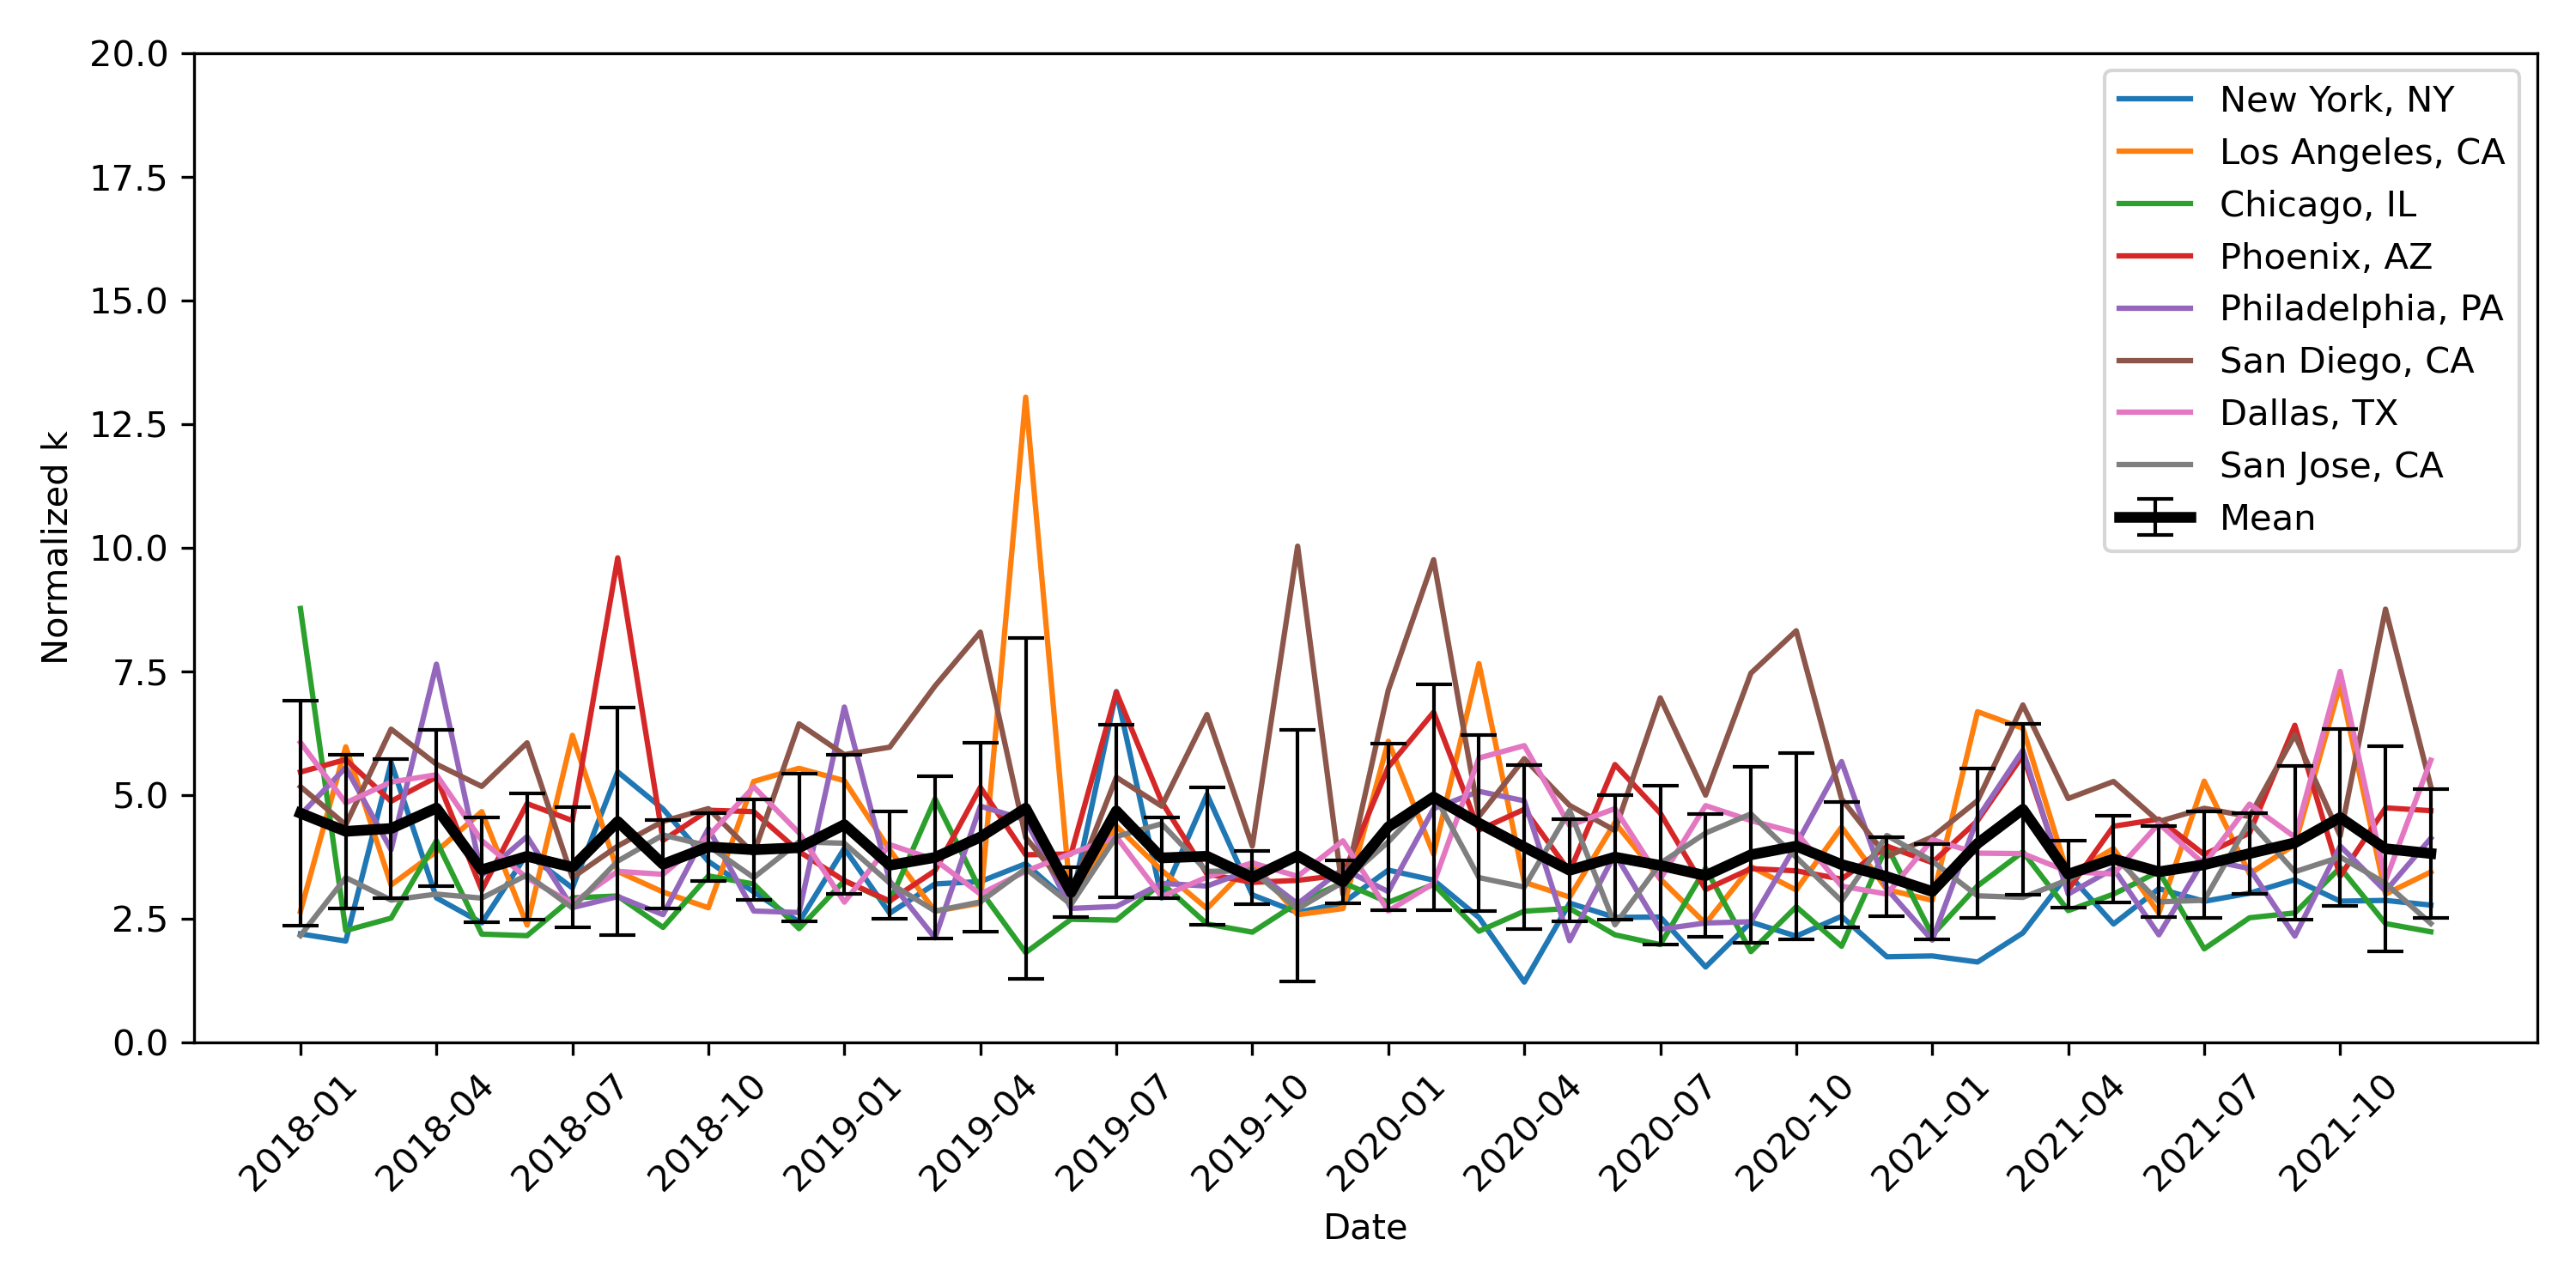 20.0
17.5
15.0
12.5
10.0
7.5
5.0
2.5
0.0
Normalized k
New York, NY
Los Angeles, CA
Chicago, IL
Phoenix, AZ
Philadelphia, PA
San Diego, CA
Dallas, TX
San Jose, CA
Mean
2018-01
2018-04
2018-07
2018-10
2019-01
2019-04
2019-07
2019-10
2020-01
2020-04
2020-07
2020-10
2021-01
2021-04
2021-07
2021-10
Date